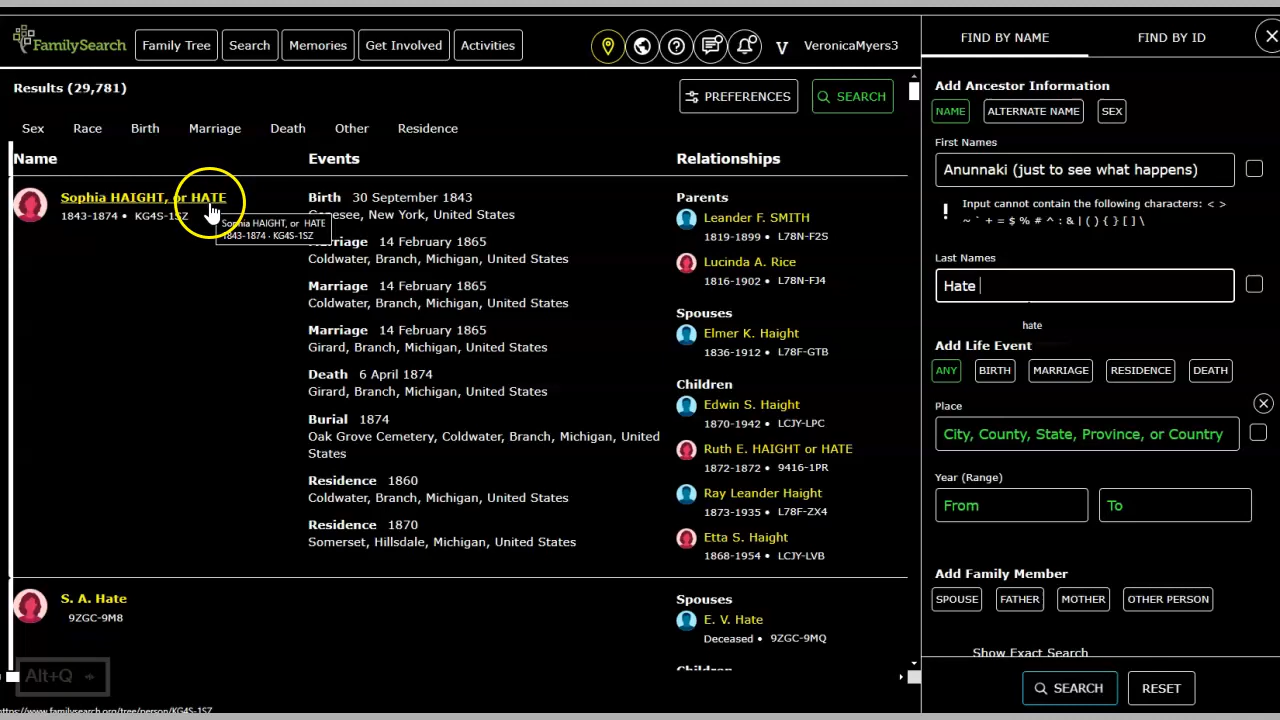 FamilySearch
Family Tree
Search
Memories
Get Involved
Activities
V
VeronicaMyers3
Results (29,781)
PREFERENCES
SEARCH
Sex
Race
Birth
Marriage
Death
Other
Residence
Name
Events
Relationships
Sophia HAIGHT, or HATE
1843-1874 • KG4S-1SZ
Sophia HAIGHT, or HATE
1843-1874 · KG4S-1SZ
Birth 30 September 1843
Genesee, New York, United States
Marriage 14 February 1865
Coldwater, Branch, Michigan, United States
Marriage 14 February 1865
Coldwater, Branch, Michigan, United States
Marriage 14 February 1865
Girard, Branch, Michigan, United States
Death 6 April 1874
Girard, Branch, Michigan, United States
Burial 1874
Oak Grove Cemetery, Coldwater, Branch, Michigan, United
States
Residence 1860
Coldwater, Branch, Michigan, United States
Residence 1870
Somerset, Hillsdale, Michigan, United States
Parents
Leander F. SMITH
1819-1899 • L78N-F2S
Lucinda A. Rice
1816-1902 • L78N-FJ4
Spouses
Elmer K. Haight
1836-1912 • L78F-GTB
Children
Edwin S. Haight
1870-1942 • LCJY-LPC
Ruth E. HAIGHT or HATE
1872-1872 • 9416-1PR
Ray Leander Haight
1873-1935 • L78F-ZX4
Etta S. Haight
1868-1954 • LCJY-LVB
S. A. Hate
9ZGC-9M8
Spouses
E. V. Hate
Deceased • 9ZGC-9MQ
Children
Alt+Q
https://www.familysearch.org/tree/person/KG4S-1SZ
FIND BY NAME
FIND BY ID
Add Ancestor Information
NAME
ALTERNATE NAME
SEX
First Names
Anunnaki (just to see what happens)
! Input cannot contain the following characters: < >
~ ` + = $ % # ^ : & | ( ) { } [ ] \
Last Names
Hate
hate
Add Life Event
ANY
BIRTH
MARRIAGE
RESIDENCE
DEATH
Place
City, County, State, Province, or Country
Year (Range)
From
To
Add Family Member
SPOUSE
FATHER
MOTHER
OTHER PERSON
Show Exact Search
SEARCH
RESET